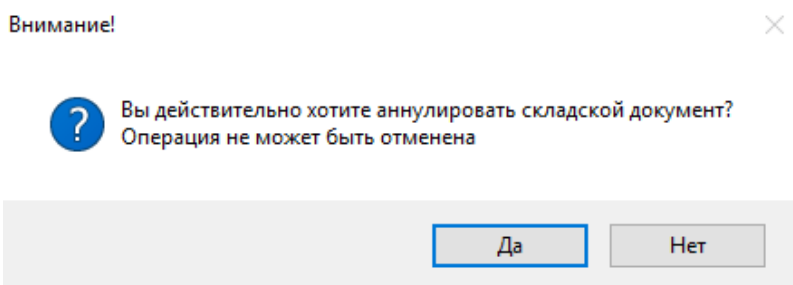 Внимание!
Вы действительно хотите аннулировать складской документ?
Операция не может быть отменена
Да
Нет